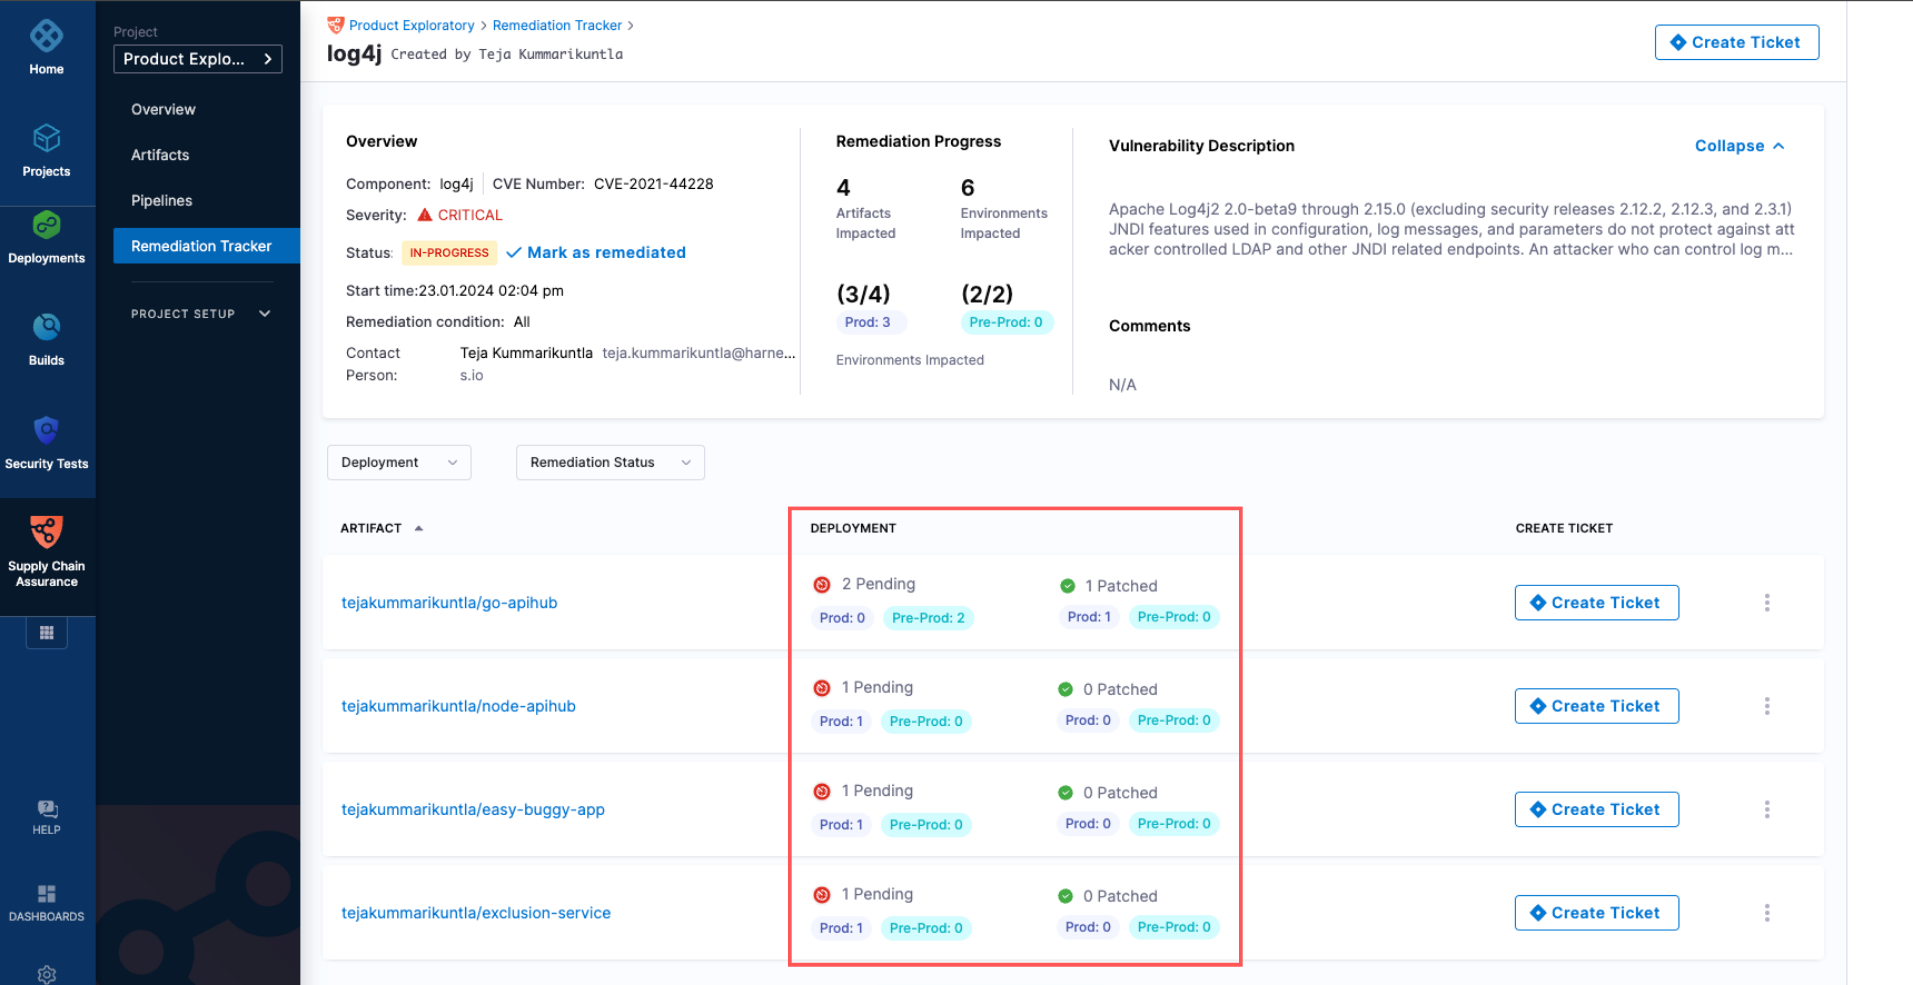 Home
Projects
Deployments
Builds
Security Tests
Supply Chain
Assurance
HELP
DASHBOARDS
Project
Product Explo...
Overview
Artifacts
Pipelines
Remediation Tracker
PROJECT SETUP
Product Exploratory > Remediation Tracker >
log4j Created by Teja Kummarikuntla
Create Ticket
Overview
Component: log4j CVE Number: CVE-2021-44228
Severity: CRITICAL
Status: IN-PROGRESS Mark as remediated
Start time:23.01.2024 02:04 pm
Remediation condition: All
Contact Person: Teja Kummarikuntla teja.kummarikuntla@harne...
s.io
Remediation Progress
4 6
Artifacts Impacted
Environments Impacted
(3/4) (2/2)
Prod: 3 Pre-Prod: 0
Environments Impacted
Vulnerability Description
Collapse
Apache Log4j2 2.0-beta9 through 2.15.0 (excluding security releases 2.12.2, 2.12.3, and 2.3.1)
JNDI features used in configuration, log messages, and parameters do not protect against att
acker controlled LDAP and other JNDI related endpoints. An attacker who can control log m...
Comments
N/A
Deployment
Remediation Status
ARTIFACT DEPLOYMENT CREATE TICKET
tejakummarikuntla/go-apihub
2 Pending 1 Patched
Prod: 0 Pre-Prod: 2 Prod: 1 Pre-Prod: 0
Create Ticket
tejakummarikuntla/node-apihub
1 Pending 0 Patched
Prod: 1 Pre-Prod: 0 Prod: 0 Pre-Prod: 0
Create Ticket
tejakummarikuntla/easy-buggy-app
1 Pending 0 Patched
Prod: 1 Pre-Prod: 0 Prod: 0 Pre-Prod: 0
Create Ticket
tejakummarikuntla/exclusion-service
1 Pending 0 Patched
Prod: 1 Pre-Prod: 0 Prod: 0 Pre-Prod: 0
Create Ticket